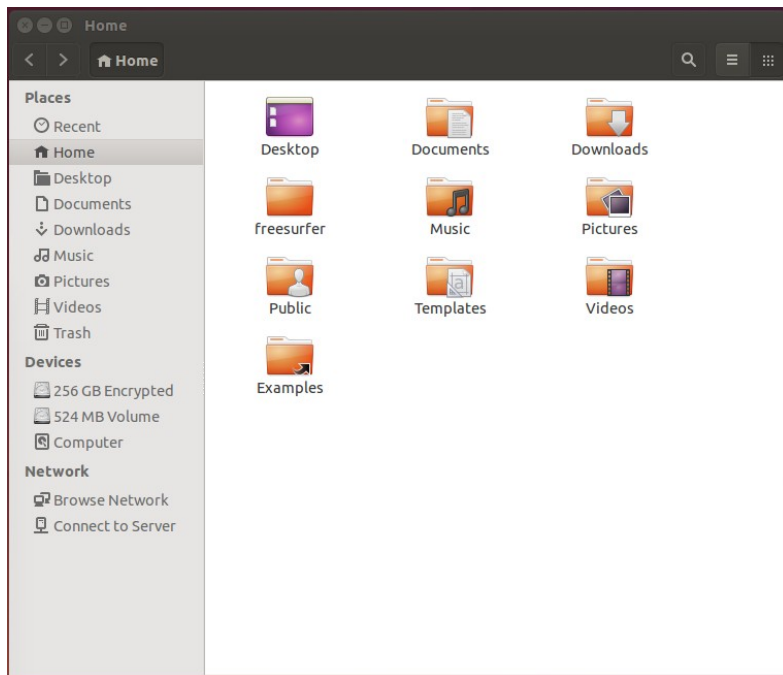 Home
Home
Places
Recent
Home
Desktop
Documents
Downloads
Music
Pictures
Videos
Trash
Devices
256 GB Encrypted
524 MB Volume
Computer
Network
Browse Network
Connect to Server
Desktop Documents Downloads
freesurfer Music Pictures
Public Templates Videos
Examples